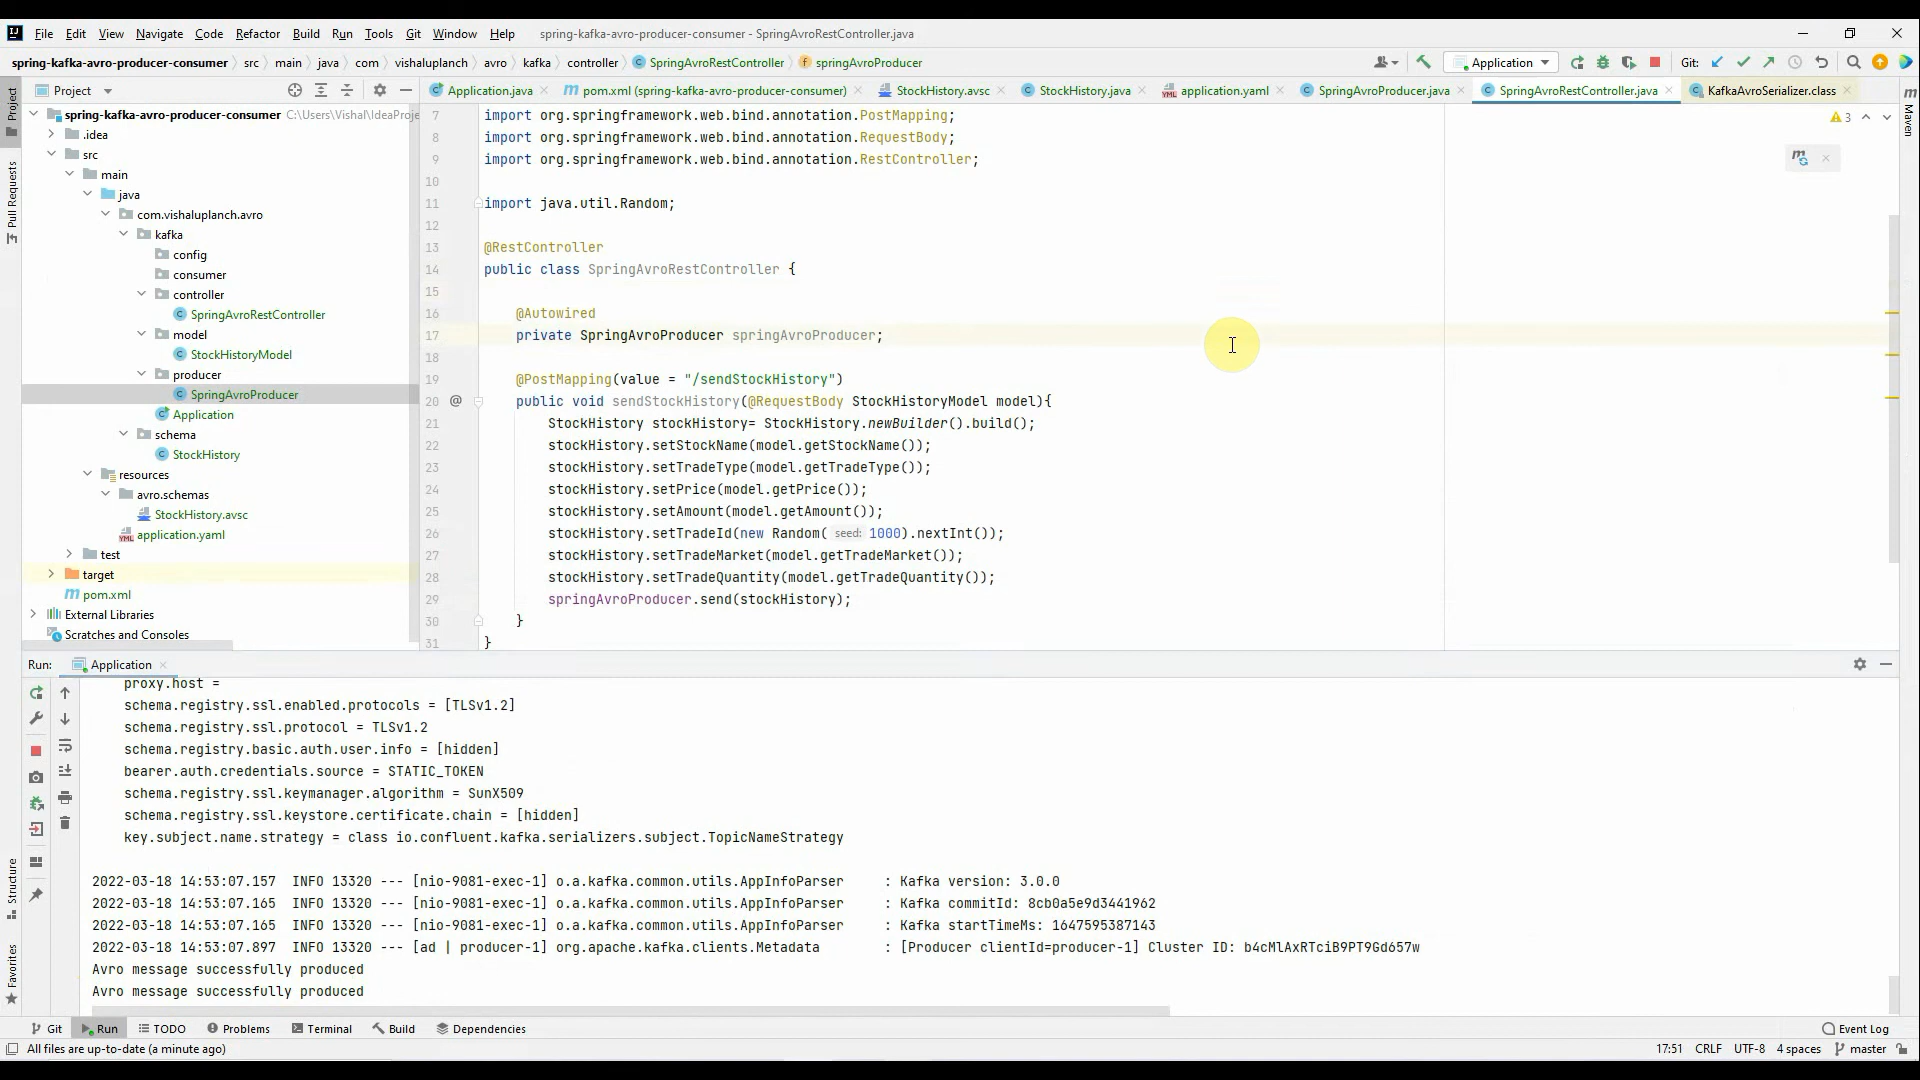 File Edit View Navigate Code Refactor Build Run Tools Git Window Help spring-kafka-avro-producer-consumer - SpringAvroRestController.java
spring-kafka-avro-producer-consumer src main java com vishaluplanch avro kafka controller SpringAvroRestController springAvroProducer Application Git:
Project Application.java pom.xml (spring-kafka-avro-producer-consumer) StockHistory.avsc StockHistory.java application.yaml SpringAvroProducer.java SpringAvroRestController.java KafkaAvroSerializer.class
spring-kafka-avro-producer-consumer C:\Users\Vishal\IdeaProje
.idea
src
main
java
com.vishaluplanch.avro
kafka
config
consumer
controller
SpringAvroRestController
model
StockHistoryModel
producer
SpringAvroProducer
Application
schema
StockHistory
resources
avro.schemas
StockHistory.avsc
application.yaml
test
target
pom.xml
External Libraries
Scratches and Consoles
Project
Pull Requests
Structure
Favorites
Maven
3
7 import org.springframework.web.bind.annotation.PostMapping;
8 import org.springframework.web.bind.annotation.RequestBody;
9 import org.springframework.web.bind.annotation.RestController;
10
11 import java.util.Random;
12
13 @RestController
14 public class SpringAvroRestController {
15
16 @Autowired
17 private SpringAvroProducer springAvroProducer;
18
19 @PostMapping(value = "/sendStockHistory")
20 public void sendStockHistory(@RequestBody StockHistoryModel model){
21 StockHistory stockHistory= StockHistory.newBuilder().build();
22 stockHistory.setStockName(model.getStockName());
23 stockHistory.setTradeType(model.getTradeType());
24 stockHistory.setPrice(model.getPrice());
25 stockHistory.setAmount(model.getAmount());
26 stockHistory.setTradeId(new Random( seed: 1000).nextInt());
27 stockHistory.setTradeMarket(model.getTradeMarket());
28 stockHistory.setTradeQuantity(model.getTradeQuantity());
29 springAvroProducer.send(stockHistory);
30 }
31 }
Run: Application
proxy.host =
schema.registry.ssl.enabled.protocols = [TLSv1.2]
schema.registry.ssl.protocol = TLSv1.2
schema.registry.basic.auth.user.info = [hidden]
bearer.auth.credentials.source = STATIC_TOKEN
schema.registry.ssl.keymanager.algorithm = SunX509
schema.registry.ssl.keystore.certificate.chain = [hidden]
key.subject.name.strategy = class io.confluent.kafka.serializers.subject.TopicNameStrategy
2022-03-18 14:53:07.157 INFO 13320 --- [nio-9081-exec-1] o.a.kafka.common.utils.AppInfoParser : Kafka version: 3.0.0
2022-03-18 14:53:07.165 INFO 13320 --- [nio-9081-exec-1] o.a.kafka.common.utils.AppInfoParser : Kafka commitId: 8cb0a5e9d3441962
2022-03-18 14:53:07.165 INFO 13320 --- [nio-9081-exec-1] o.a.kafka.common.utils.AppInfoParser : Kafka startTimeMs: 1647595387143
2022-03-18 14:53:07.897 INFO 13320 --- [ad | producer-1] org.apache.kafka.clients.Metadata : [Producer clientId=producer-1] Cluster ID: b4cMlAxRTciB9PT9Gd657w
Avro message successfully produced
Avro message successfully produced
Git Run TODO Problems Terminal Build Dependencies Event Log
All files are up-to-date (a minute ago) 17:51 CRLF UTF-8 4 spaces master